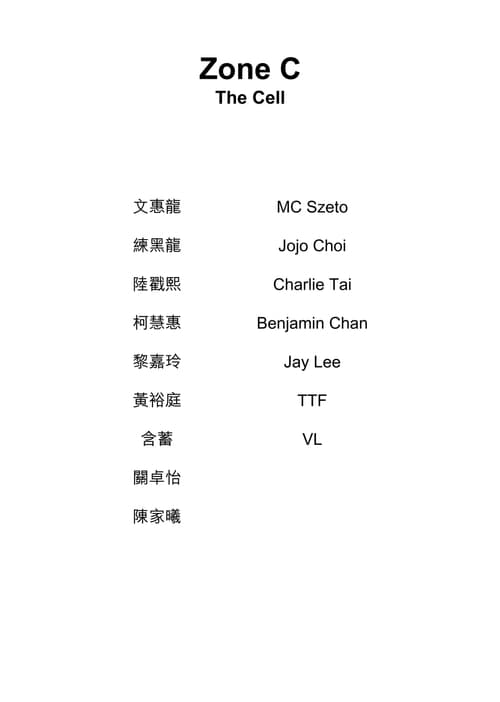 Zone C
The Cell
文惠龍 MC Szeto
練黑龍 Jojo Choi
陸戳熙 Charlie Tai
柯慧惠 Benjamin Chan
黎嘉玲 Jay Lee
黃裕庭 TTF
含蓄 VL
關卓怡
陳家曦